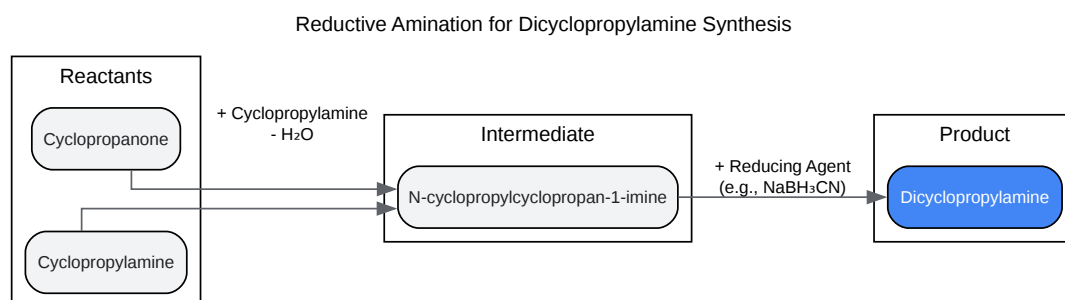 Reductive Amination for Dicyclopropylamine Synthesis
Reactants
Cyclopropanone
Cyclopropylamine
+ Cyclopropylamine
- H₂O
Intermediate
N-cyclopropylcyclopropan-1-imine
+ Reducing Agent
(e.g., NaBH₃CN)
Product
Dicyclopropylamine